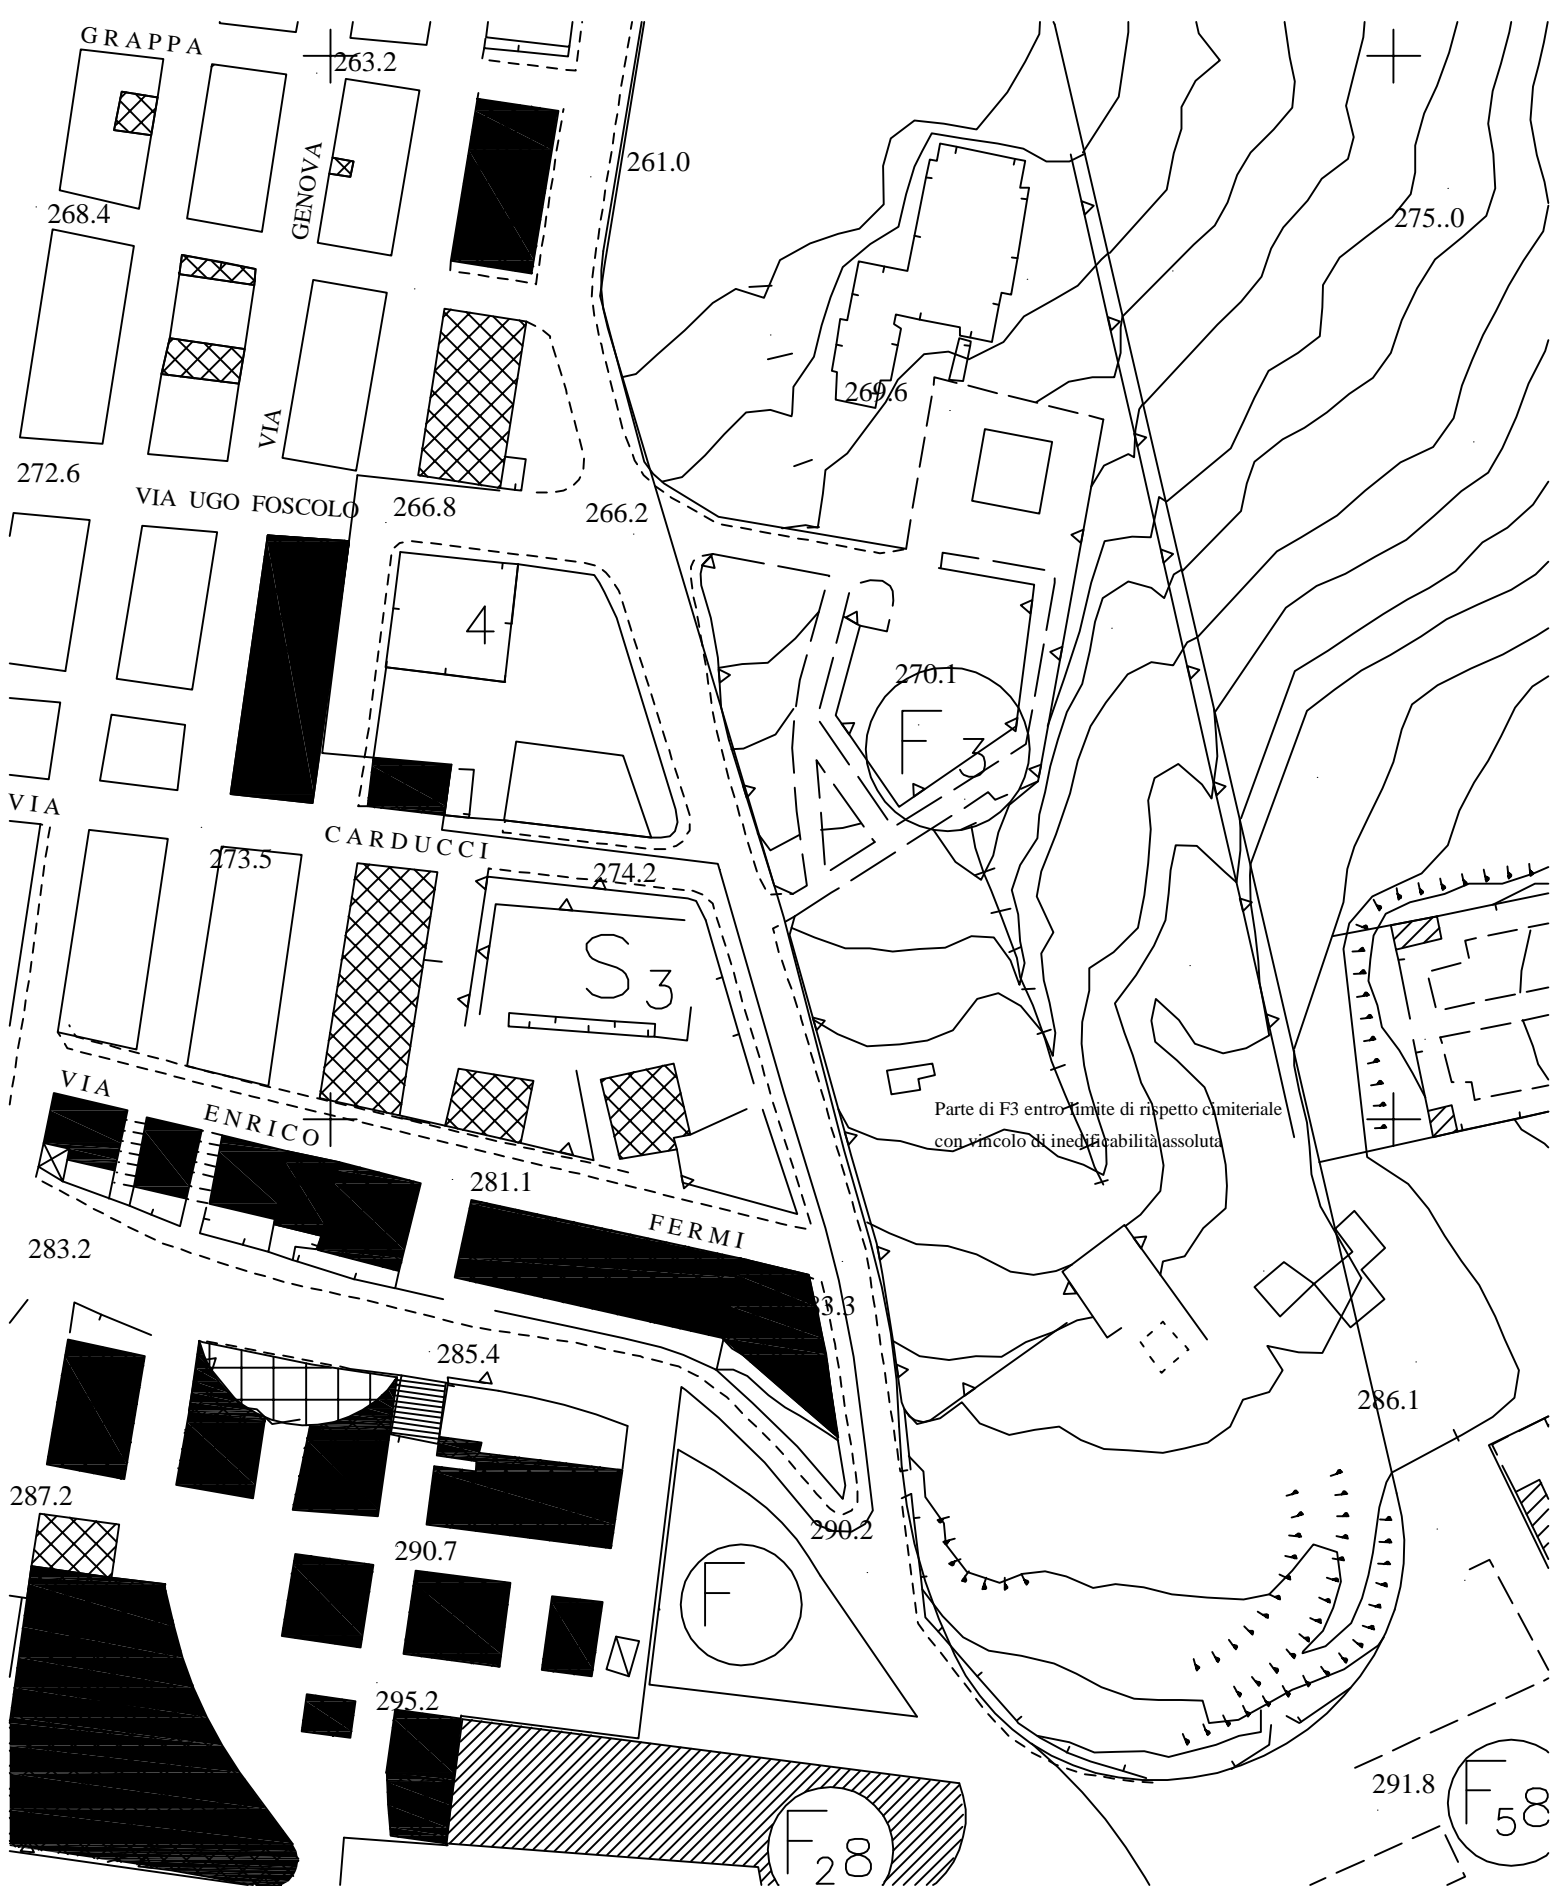 GRAPPA
263.2
261.0
GENOVA
268.4
275..0
269.6
VIA
272.6
VIA UGO FOSCOLO
266.8
266.2
4
270.1
F3
VIA
CARDUCCI
273.5
274.2
S3
VIA
ENRICO
Parte di F3 entro limite di rispetto cimiteriale
con vincolo di inedificabilità assoluta
281.1
FERMI
283.2
3.3
285.4
286.1
287.2
290.2
290.7
F
295.2
291.8
F58
F28